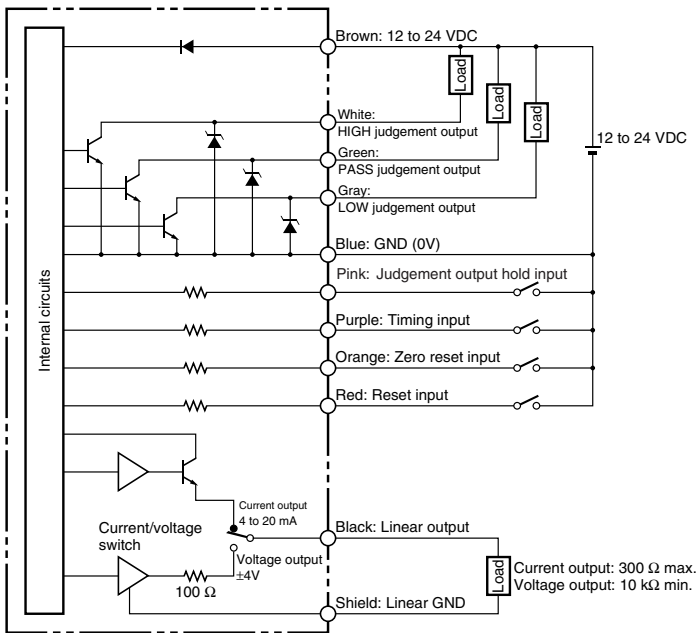 Brown: 12 to 24 VDC
Load
Load
Load
White:
HIGH judgement output
12 to 24 VDC
Green:
PASS judgement output
Gray:
LOW judgement output
Blue: GND (0V)
Pink: Judgement output hold input
Internal circuits
Purple: Timing input
Orange: Zero reset input
Red: Reset input
Current output
4 to 20 mA
Current/voltage
switch
Black: Linear output
Voltage output
±4V
100 Ω
Load
Current output: 300 Ω max.
Voltage output: 10 kΩ min.
Shield: Linear GND